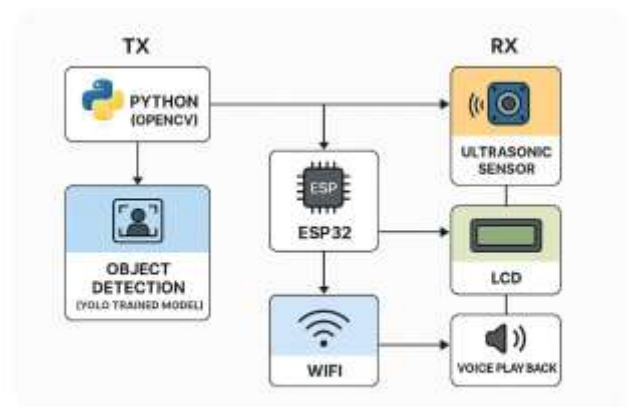 TX
RX
PYTHON
(OPENCV)
ULTRASONIC
SENSOR
ESP
ESP32
OBJECT
DETECTION
(YOLO TRAINED MODEL)
LCD
WIFI
VOICE PLAY BACK